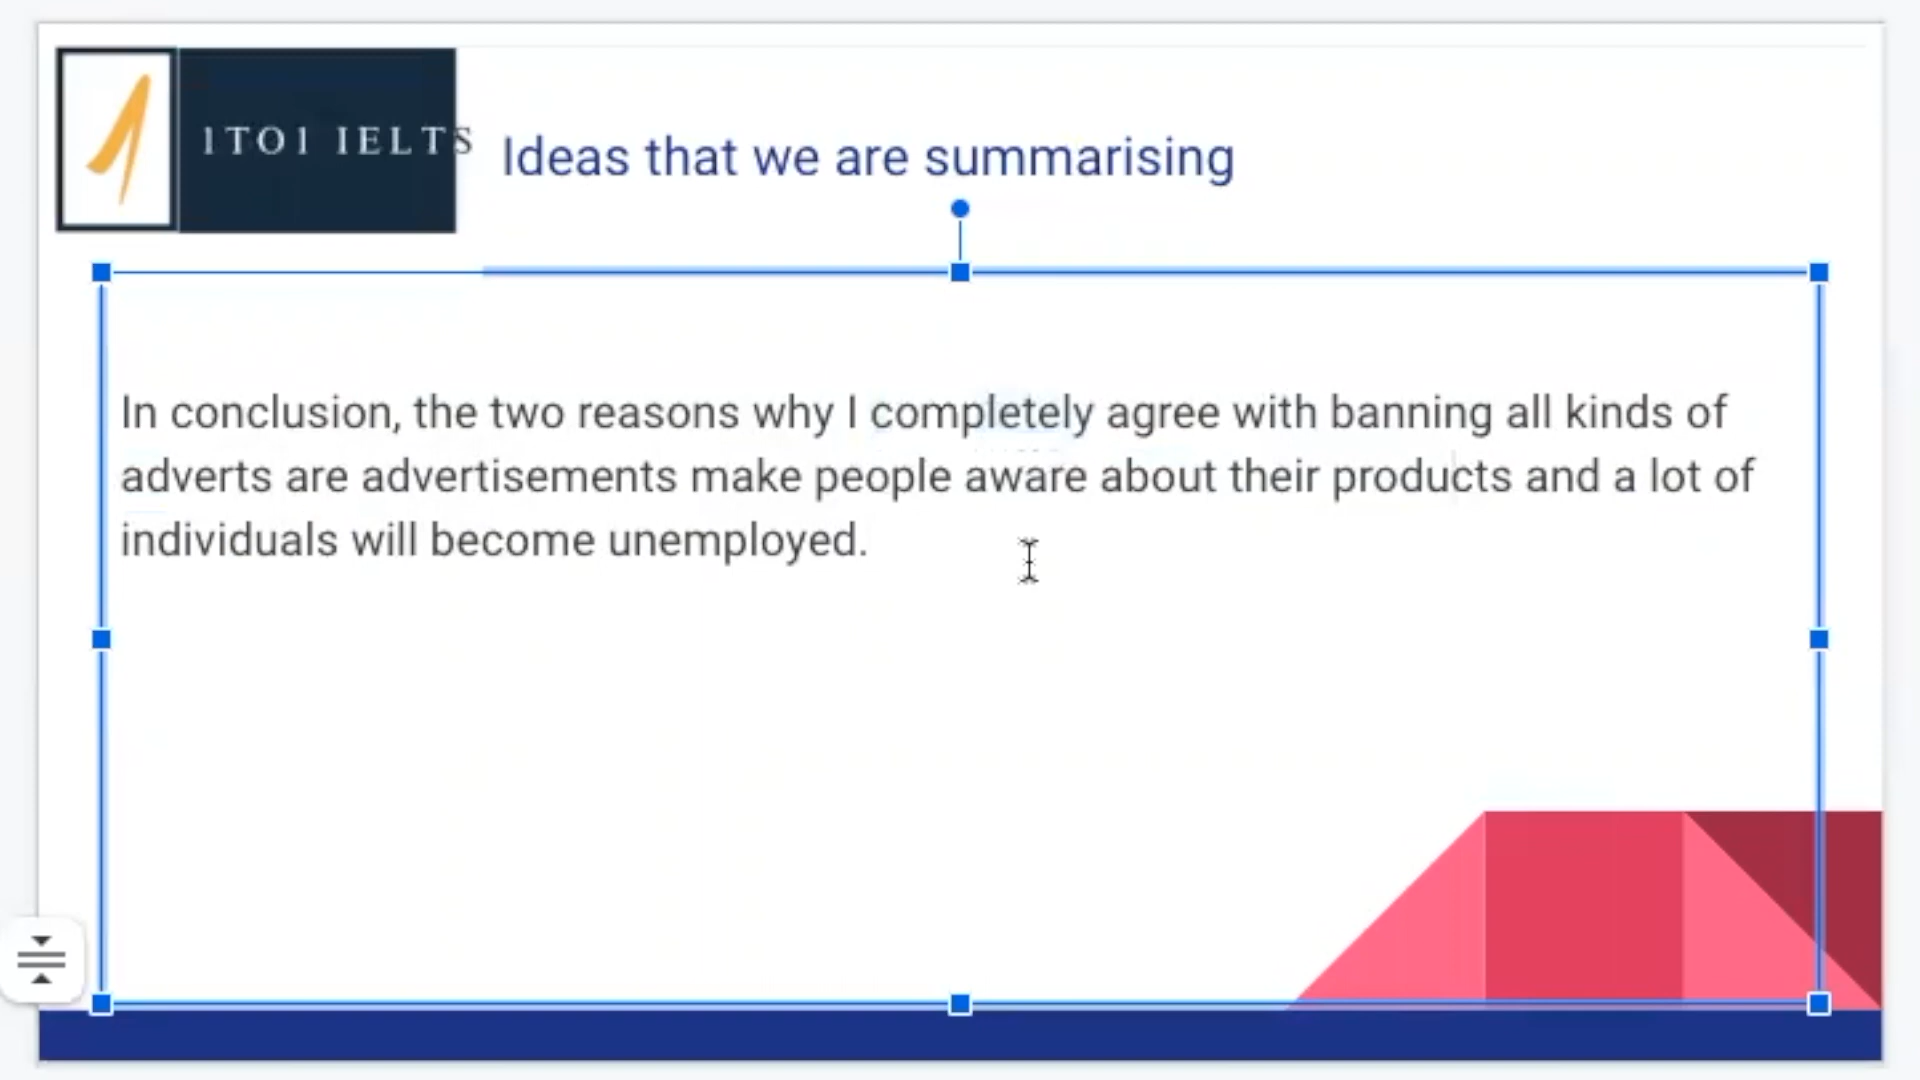 1TO1 IELTS
Ideas that we are summarising
In conclusion, the two reasons why I completely agree with banning all kinds of
adverts are advertisements make people aware about their products and a lot of
individuals will become unemployed.